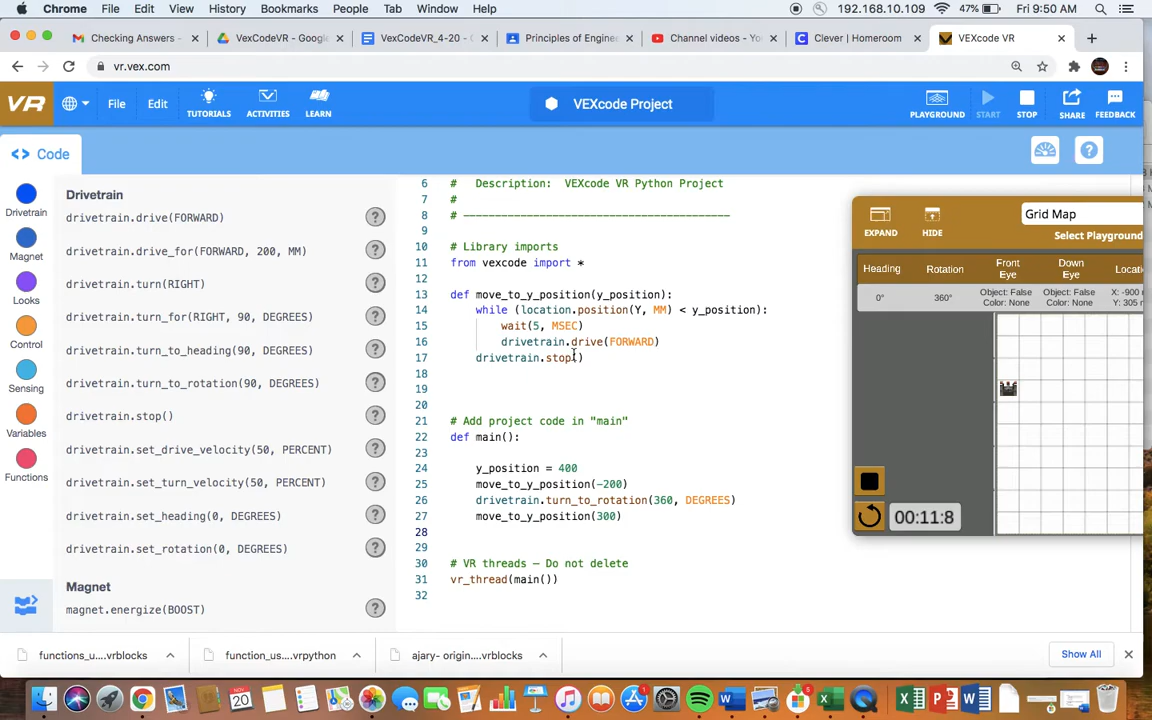 Chrome File Edit View History Bookmarks People Tab Window Help 192.168.10.109 47% Fri 9:50 AM
Checking Answers - VexCodeVR - Google VexCodeVR_4-20 - Principles of Engine Channel videos - Yo Clever | Homeroom VEXcode VR
vr.vex.com
VR File Edit TUTORIALS ACTIVITIES LEARN VEXcode Project PLAYGROUND START STOP SHARE FEEDBACK
<> Code
Drivetrain
Magnet
Looks
Control
Sensing
Variables
Functions
Drivetrain
drivetrain.drive(FORWARD) ?
drivetrain.drive_for(FORWARD, 200, MM) ?
drivetrain.turn(RIGHT) ?
drivetrain.turn_for(RIGHT, 90, DEGREES) ?
drivetrain.turn_to_heading(90, DEGREES) ?
drivetrain.turn_to_rotation(90, DEGREES) ?
drivetrain.stop() ?
drivetrain.set_drive_velocity(50, PERCENT) ?
drivetrain.set_turn_velocity(50, PERCENT) ?
drivetrain.set_heading(0, DEGREES) ?
drivetrain.set_rotation(0, DEGREES) ?
Magnet
magnet.energize(BOOST) ?
6 # Description: VEXcode VR Python Project
7 #
8 # ------------------------------------------
9
10 # Library imports
11 from vexcode import *
12
13 def move_to_y_position(y_position):
14 while (location.position(Y, MM) < y_position):
15 wait(5, MSEC)
16 drivetrain.drive(FORWARD)
17 drivetrain.stop()
18
19
20
21 # Add project code in "main"
22 def main():
23
24 y_position = 400
25 move_to_y_position(-200)
26 drivetrain.turn_to_rotation(360, DEGREES)
27 move_to_y_position(300)
28
29
30 # VR threads — Do not delete
31 vr_thread(main())
32
EXPAND HIDE Grid Map
Select Playground
Heading Rotation Front Eye Down Eye Locati
0° 360° Object: False Color: None Object: False Color: None X: -900 Y: 305
00:11:8
functions_u....vrblocks function_us....vrpython ajary- origin....vrblocks Show All
NOV 20